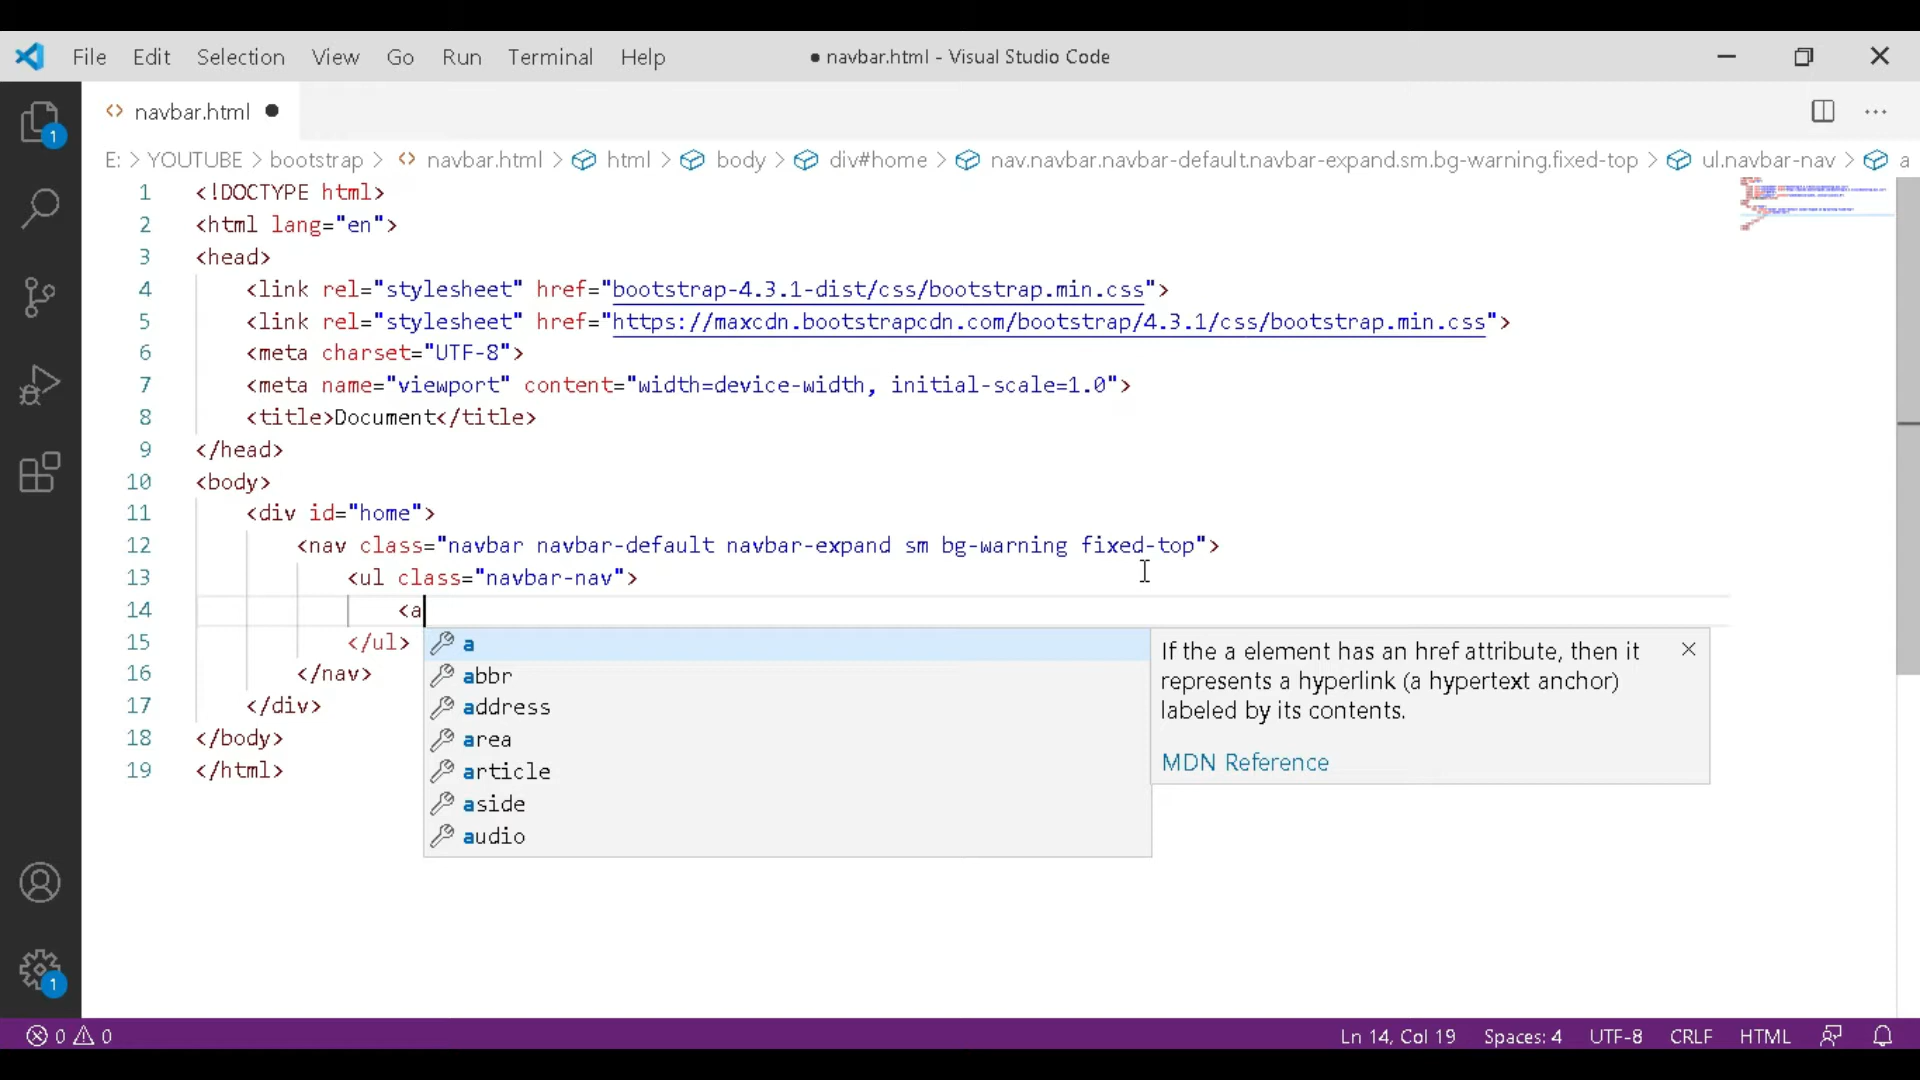 File Edit Selection View Go Run Terminal Help ● navbar.html - Visual Studio Code
<> navbar.html ●
E: > YOUTUBE > bootstrap > <> navbar.html > html > body > div#home > nav.navbar.navbar-default.navbar-expand.sm.bg-warning.fixed-top > ul.navbar-nav > a
1 <!DOCTYPE html>
2 <html lang="en">
3 <head>
4 <link rel="stylesheet" href="bootstrap-4.3.1-dist/css/bootstrap.min.css">
5 <link rel="stylesheet" href="https://maxcdn.bootstrapcdn.com/bootstrap/4.3.1/css/bootstrap.min.css">
6 <meta charset="UTF-8">
7 <meta name="viewport" content="width=device-width, initial-scale=1.0">
8 <title>Document</title>
9 </head>
10 <body>
11 <div id="home">
12 <nav class="navbar navbar-default navbar-expand sm bg-warning fixed-top">
13 <ul class="navbar-nav">
14 <a
15 </ul>
16 </nav>
17 </div>
18 </body>
19 </html>
a
abbr
address
area
article
aside
audio
If the a element has an href attribute, then it
represents a hyperlink (a hypertext anchor)
labeled by its contents.
MDN Reference
1
1
0 0 Ln 14, Col 19 Spaces: 4 UTF-8 CRLF HTML